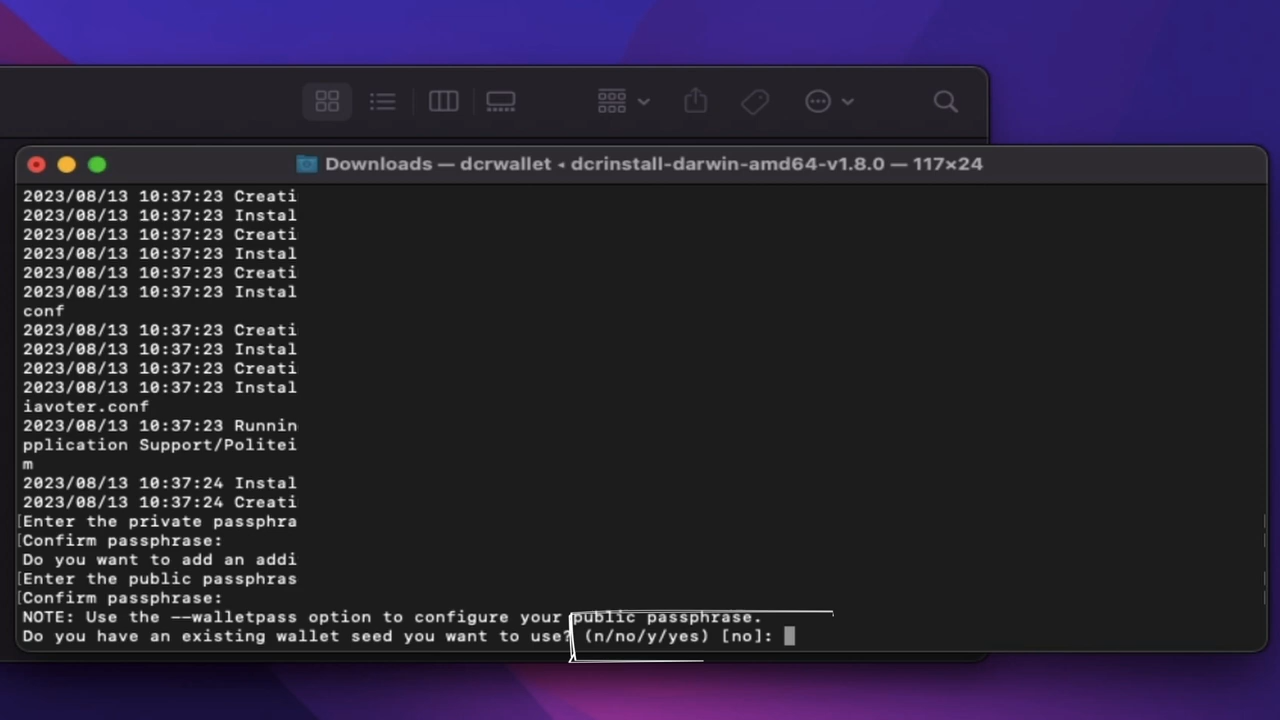 Downloads — dcrwallet ◂ dcrinstall-darwin-amd64-v1.8.0 — 117×24
2023/08/13 10:37:23 Creati
2023/08/13 10:37:23 Instal
2023/08/13 10:37:23 Creati
2023/08/13 10:37:23 Instal
2023/08/13 10:37:23 Creati
2023/08/13 10:37:23 Instal
conf
2023/08/13 10:37:23 Creati
2023/08/13 10:37:23 Instal
2023/08/13 10:37:23 Creati
2023/08/13 10:37:23 Instal
iavoter.conf
2023/08/13 10:37:23 Runnin
pplication Support/Politei
m
2023/08/13 10:37:24 Instal
2023/08/13 10:37:24 Creati
[Enter the private passphra
[Confirm passphrase:
Do you want to add an addi
[Enter the public passphras
[Confirm passphrase:
NOTE: Use the --walletpass option to configure your public passphrase.
Do you have an existing wallet seed you want to use? (n/no/y/yes) [no]: